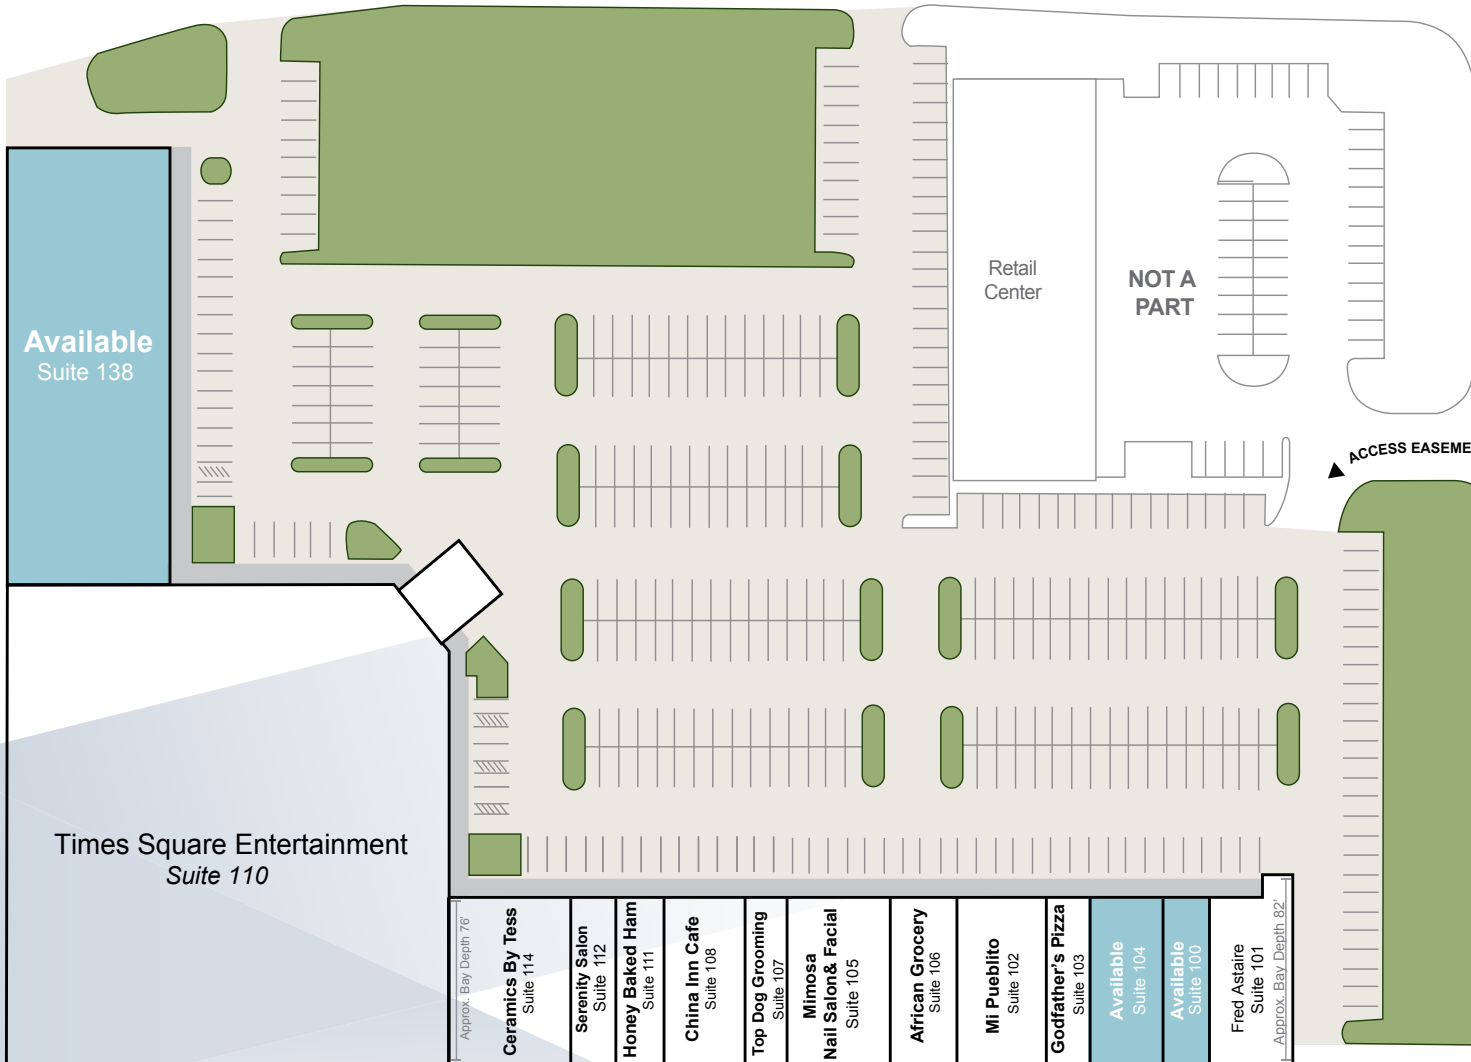 Retail
Center
NOT A
PART
Available
Suite 138
ACCESS EASEME
Times Square Entertainment
Suite 110
Approx. Bay Depth 76'
Ceramics By Tess
Suite 114
Serenity Salon
Suite 112
Honey Baked Ham
Suite 111
China Inn Cafe
Suite 108
Top Dog Grooming
Suite 107
Mimosa
Nail Salon& Facial
Suite 105
African Grocery
Suite 106
Mi Pueblito
Suite 102
Godfather's Pizza
Suite 103
Available
Suite 104
Available
Suite 100
Fred Astaire
Suite 101
Approx. Bay Depth 82'